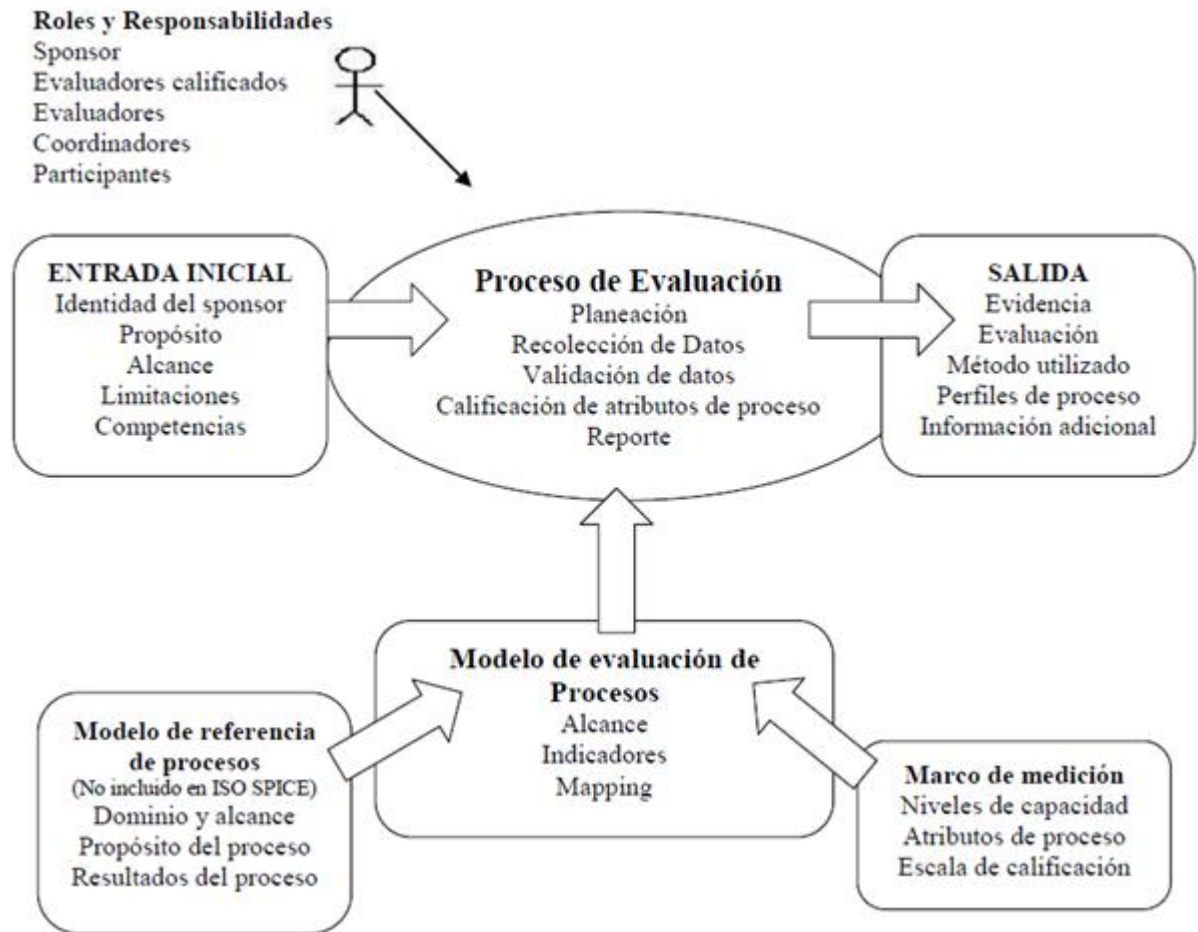 Roles y Responsabilidades
Sponsor
Evaluadores calificados
Evaluadores
Coordinadores
Participantes
ENTRADA INICIAL
Identidad del sponsor
Propósito
Alcance
Limitaciones
Competencias
Proceso de Evaluación
Planeación
Recolección de Datos
Validación de datos
Calificación de atributos de proceso
Reporte
SALIDA
Evidencia
Evaluación
Método utilizado
Perfiles de proceso
Información adicional
Modelo de evaluación de
Procesos
Alcance
Indicadores
Mapping
Modelo de referencia
de procesos
(No incluido en ISO SPICE)
Dominio y alcance
Propósito del proceso
Resultados del proceso
Marco de medición
Niveles de capacidad
Atributos de proceso
Escala de calificación